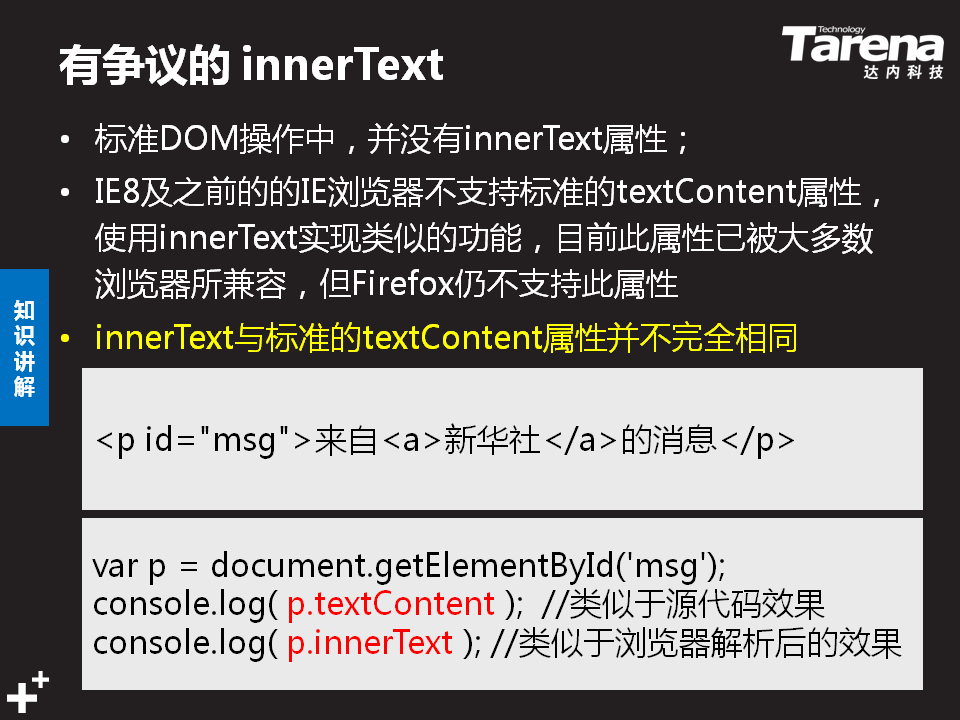 有争议的 innerText
Technology
Tarena
达内科技
• 标准DOM操作中，并没有innerText属性；
• IE8及之前的的IE浏览器不支持标准的textContent属性，
使用innerText实现类似的功能，目前此属性已被大多数
浏览器所兼容，但Firefox仍不支持此属性
• innerText与标准的textContent属性并不完全相同
知识讲解
<p id="msg">来自<a>新华社</a>的消息</p>
var p = document.getElementById('msg');
console.log( p.textContent );  //类似于源代码效果
console.log( p.innerText ); //类似于浏览器解析后的效果